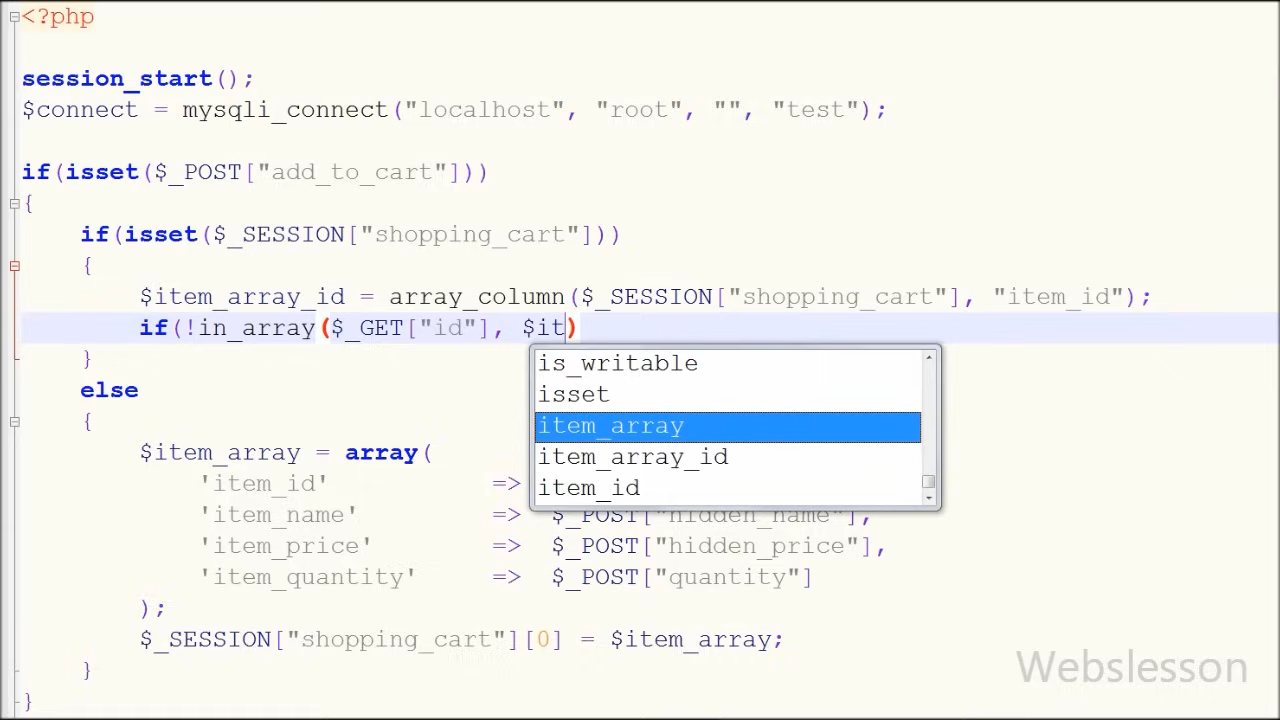 <?php
session_start();
$connect = mysqli_connect("localhost", "root", "", "test");
if(isset($_POST["add_to_cart"]))
{
if(isset($_SESSION["shopping_cart"]))
{
$item_array_id = array_column($_SESSION["shopping_cart"], "item_id");
if(!in_array($_GET["id"], $it)
}
is_writable
isset
item_array
item_array_id
item_id
else
{
$item_array = array(
'item_id' =>
'item_name' => $_POST["hidden_name"],
'item_price' => $_POST["hidden_price"],
'item_quantity' => $_POST["quantity"]
);
$_SESSION["shopping_cart"][0] = $item_array;
}
}
Webslesson